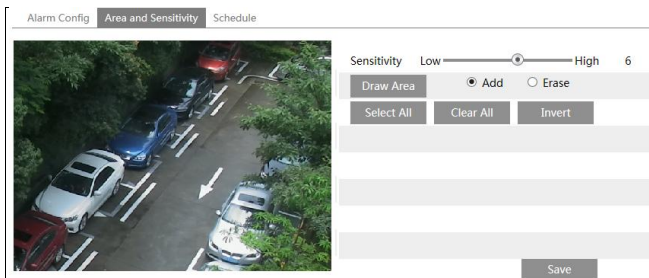 Alarm Config Area and Sensitivity Schedule
Sensitivity Low High 6
Draw Area Add Erase
Select All Clear All Invert
Save